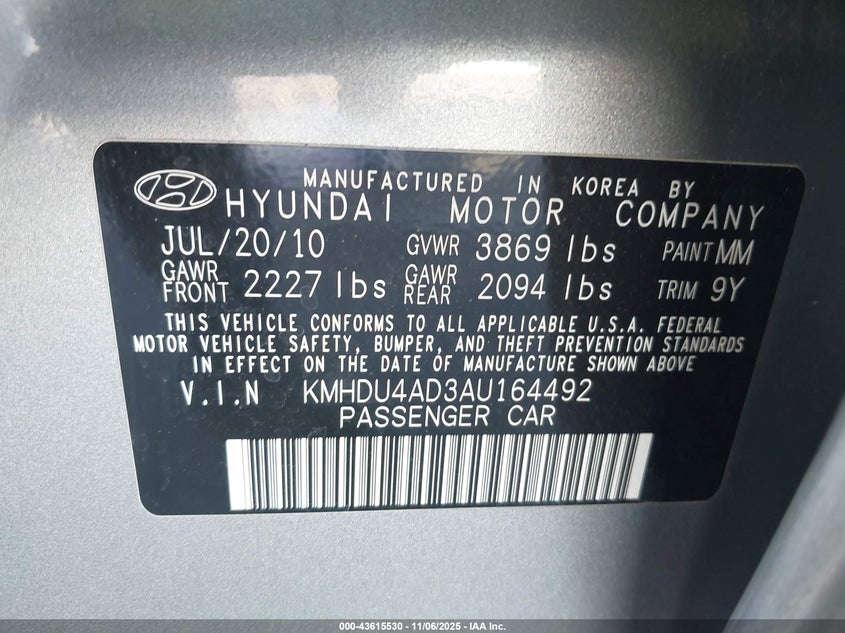 MANUFACTURED IN KOREA BY
HYUNDAI MOTOR COMPANY
JUL/20/10 GVWR 3869 lbs PAINT MM
GAWR FRONT 2227 lbs GAWR REAR 2094 lbs TRIM 9Y
THIS VEHICLE CONFORMS TO ALL APPLICABLE U.S.A. FEDERAL
MOTOR VEHICLE SAFETY, BUMPER, AND THEFT PREVENTION STANDARDS
IN EFFECT ON THE DATE OF MANUFACTURE SHOWN ABOVE
V.I.N KMHDU4AD3AU164492
PASSENGER CAR
000-43615530 - 11/06/2025 - IAA Inc.